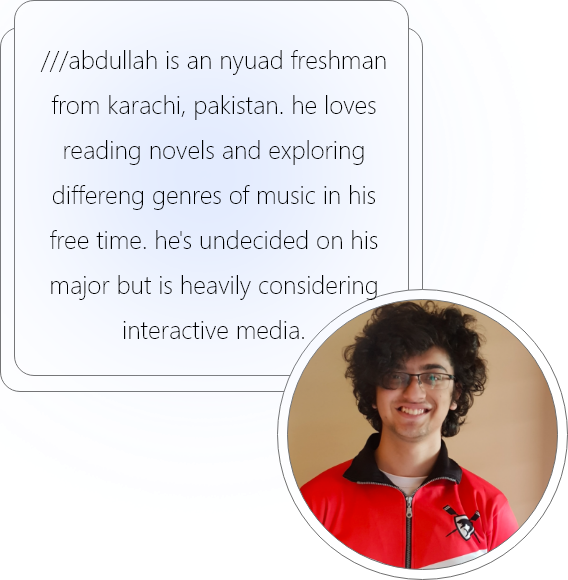 ///abdullah is an nyuad freshman
from karachi, pakistan. he loves
reading novels and exploring
differeng genres of music in his
free time. he's undecided on his
major but is heavily considering
interactive media.